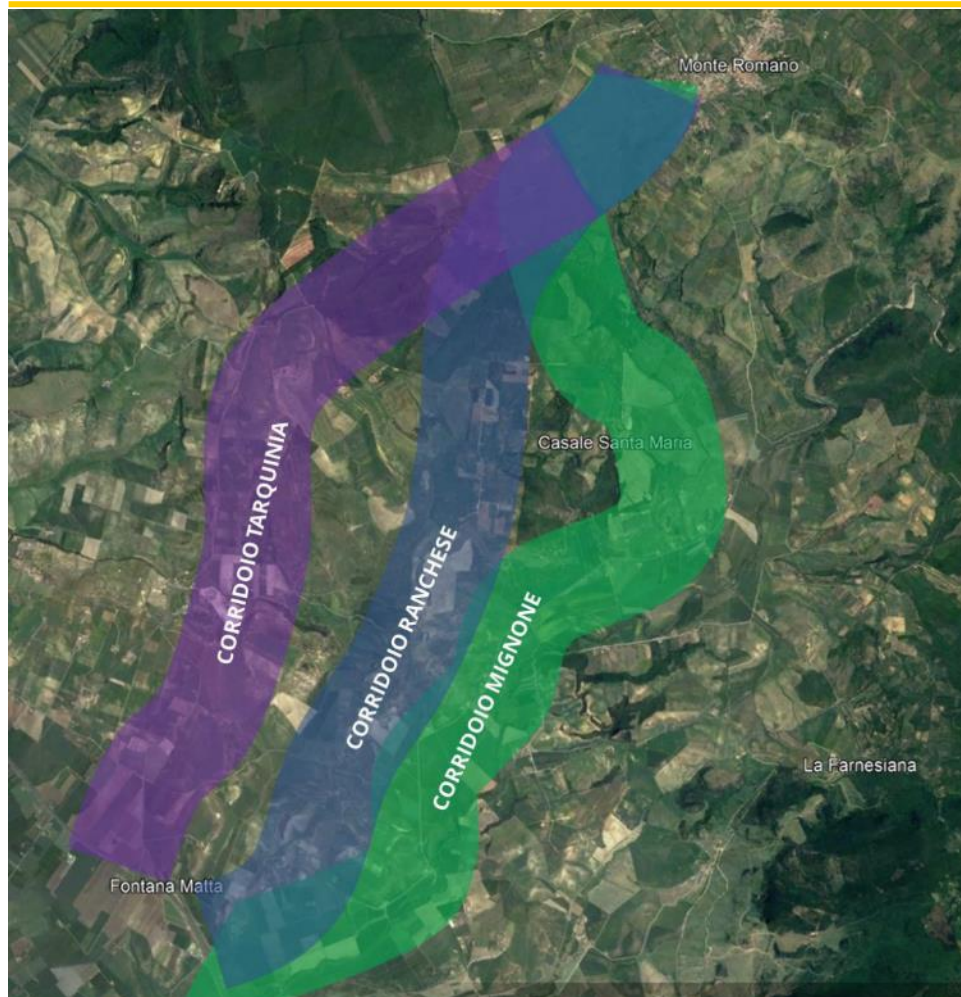 Monte Romano
CORRIDOIO TARQUINIA
Casale Santa Maria
CORRIDOIO RANCHESE
CORRIDOIO MIGNONE
La Farnesiana
Fontana Matta